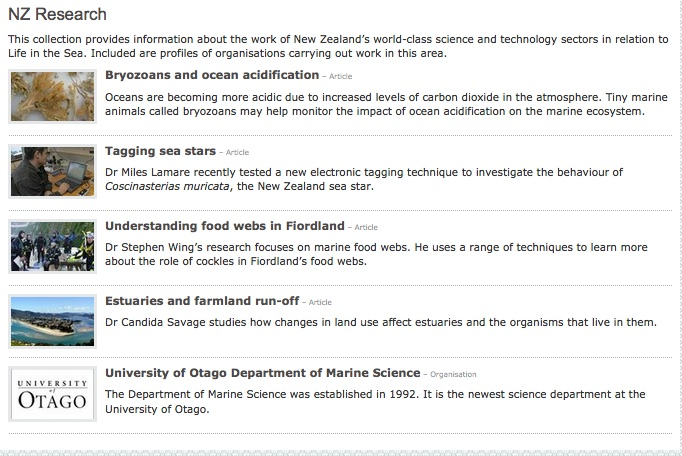 NZ Research
This collection provides information about the work of New Zealand's world-class science and technology sectors in relation to
Life in the Sea. Included are profiles of organisations carrying out work in this area.
Bryozoans and ocean acidification – Article
Oceans are becoming more acidic due to increased levels of carbon dioxide in the atmosphere. Tiny marine
animals called bryozoans may help monitor the impact of ocean acidification on the marine ecosystem.
Tagging sea stars – Article
Dr Miles Lamare recently tested a new electronic tagging technique to investigate the behaviour of
Coscinasterias muricata, the New Zealand sea star.
Understanding food webs in Fiordland – Article
Dr Stephen Wing's research focuses on marine food webs. He uses a range of techniques to learn more
about the role of cockles in Fiordland's food webs.
Estuaries and farmland run-off – Article
Dr Candida Savage studies how changes in land use affect estuaries and the organisms that live in them.
UNIVERSITY
of
OTAGO
University of Otago Department of Marine Science – Organisation
The Department of Marine Science was established in 1992. It is the newest science department at the
University of Otago.